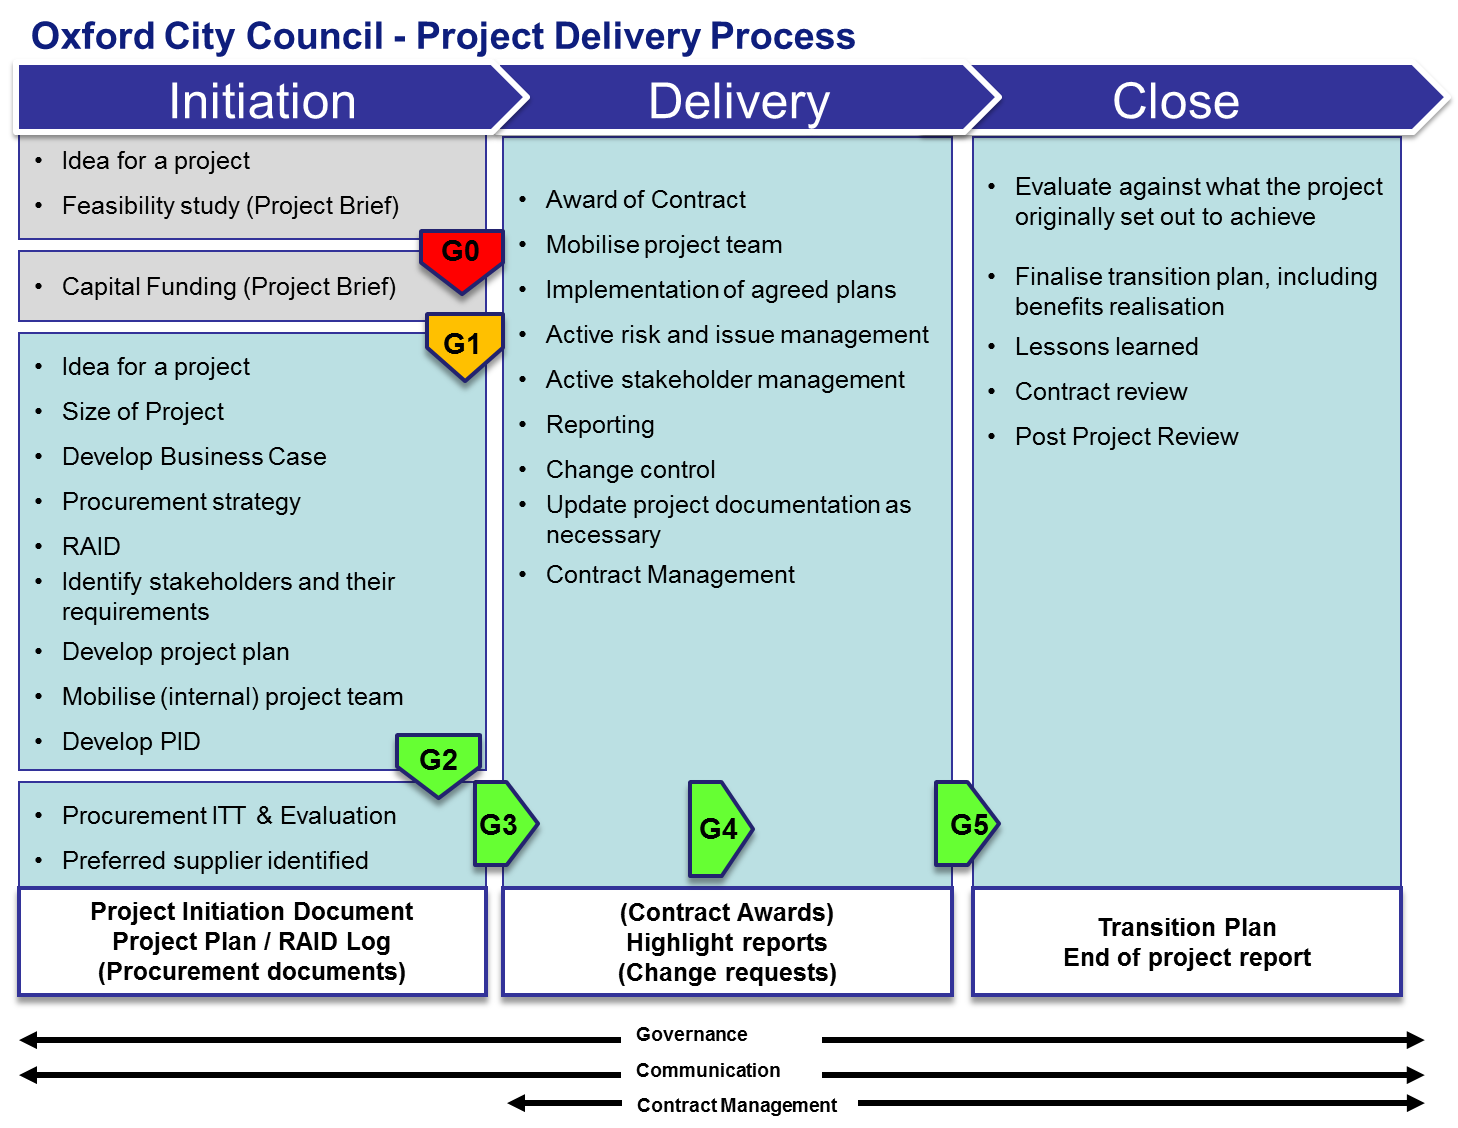 Oxford City Council - Project Delivery Process
Initiation
Delivery
Close
• Idea for a project
• Feasibility study (Project Brief)
G0
• Capital Funding (Project Brief)
G1
• Idea for a project
• Size of Project
• Develop Business Case
• Procurement strategy
• RAID
• Identify stakeholders and their
requirements
• Develop project plan
• Mobilise (internal) project team
• Develop PID
G2
• Procurement ITT & Evaluation
• Preferred supplier identified
G3
Project Initiation Document
Project Plan / RAID Log
(Procurement documents)
• Award of Contract
• Mobilise project team
• Implementation of agreed plans
• Active risk and issue management
• Active stakeholder management
• Reporting
• Change control
• Update project documentation as
necessary
• Contract Management
G4
G5
(Contract Awards)
Highlight reports
(Change requests)
• Evaluate against what the project
originally set out to achieve
• Finalise transition plan, including
benefits realisation
• Lessons learned
• Contract review
• Post Project Review
Transition Plan
End of project report
Governance
Communication
Contract Management